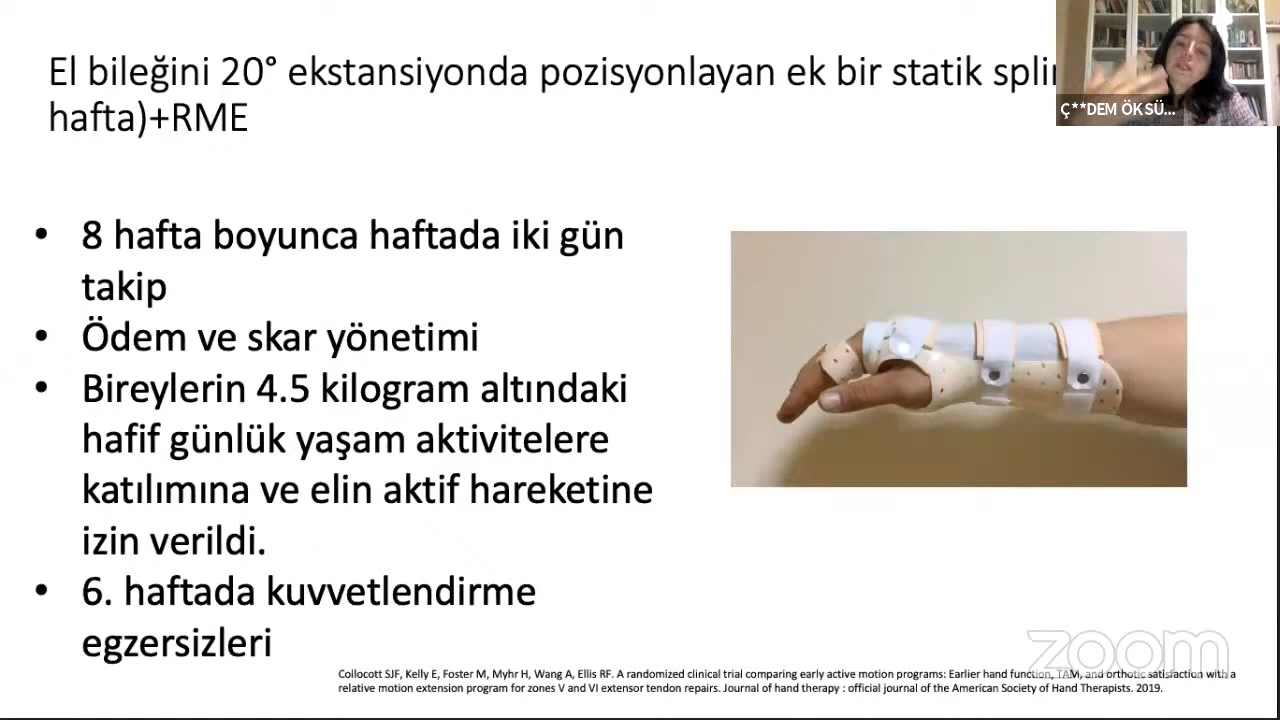 El bileğini 20° ekstansiyonda pozisyonlayan ek bir statik
hafta)+RME
Ç**DEM ÖKSÜ...
• 8 hafta boyunca haftada iki gün
takip
• Ödem ve skar yönetimi
• Bireylerin 4.5 kilogram altındaki
hafif günlük yaşam aktivitelere
katılımına ve elin aktif hareketine
izin verildi.
• 6. haftada kuvvetlendirme
egzersizleri
zoom
Collocott SJF, Kelly E, Foster M, Myhr H, Wang A, Ellis RF. A randomized clinical trial comparing early active motion programs: Earlier hand function, TAM, and orthotic satisfaction with a
relative motion extension program for zones V and VI extensor tendon repairs. Journal of hand therapy : official journal of the American Society of Hand Therapists. 2019.